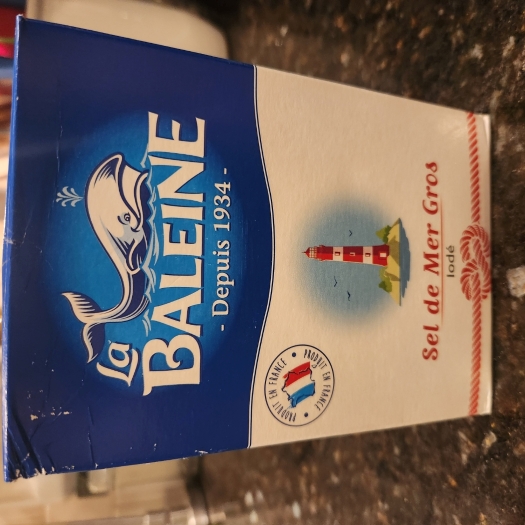 La
BALEINE
- Depuis 1934 -
PRODUIT EN FRANCE • PRODUIT EN FRANCE •
Sel de Mer Gros
Iodé